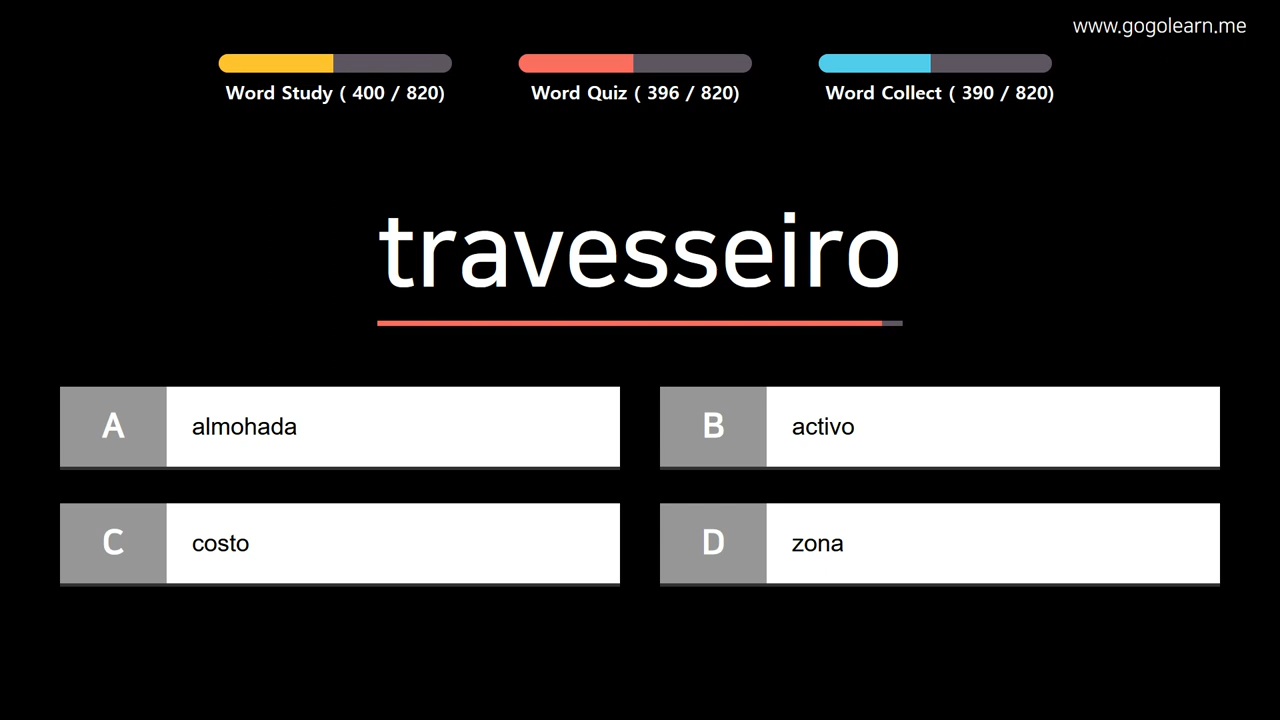 www.gogolearn.me
Word Study ( 400 / 820)
Word Quiz ( 396 / 820)
Word Collect ( 390 / 820)
travesseiro
A almohada
B activo
C costo
D zona